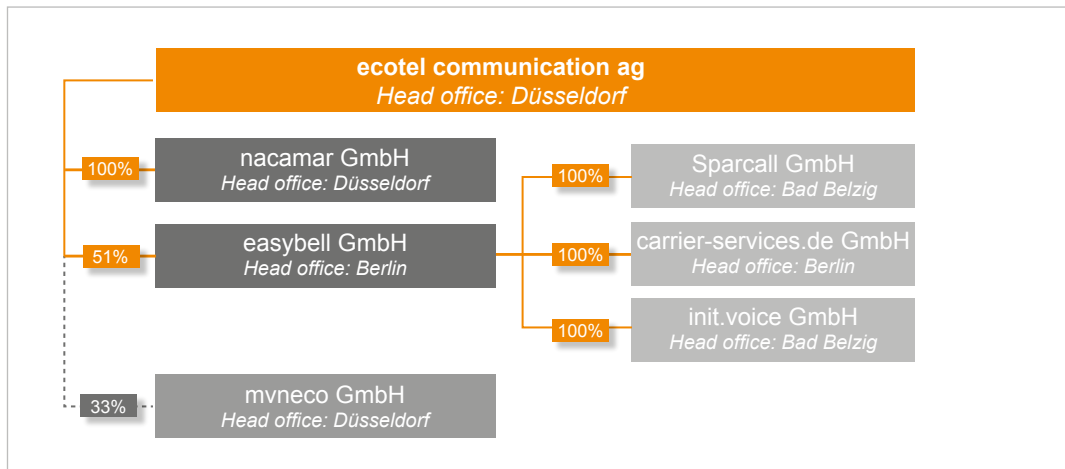 ecotel communication ag
Head office: Düsseldorf
100%
nacamar GmbH
Head office: Düsseldorf
51%
easybell GmbH
Head office: Berlin
100%
Sparcall GmbH
Head office: Bad Belzig
100%
carrier-services.de GmbH
Head office: Berlin
100%
init.voice GmbH
Head office: Bad Belzig
33%
mvneco GmbH
Head office: Düsseldorf